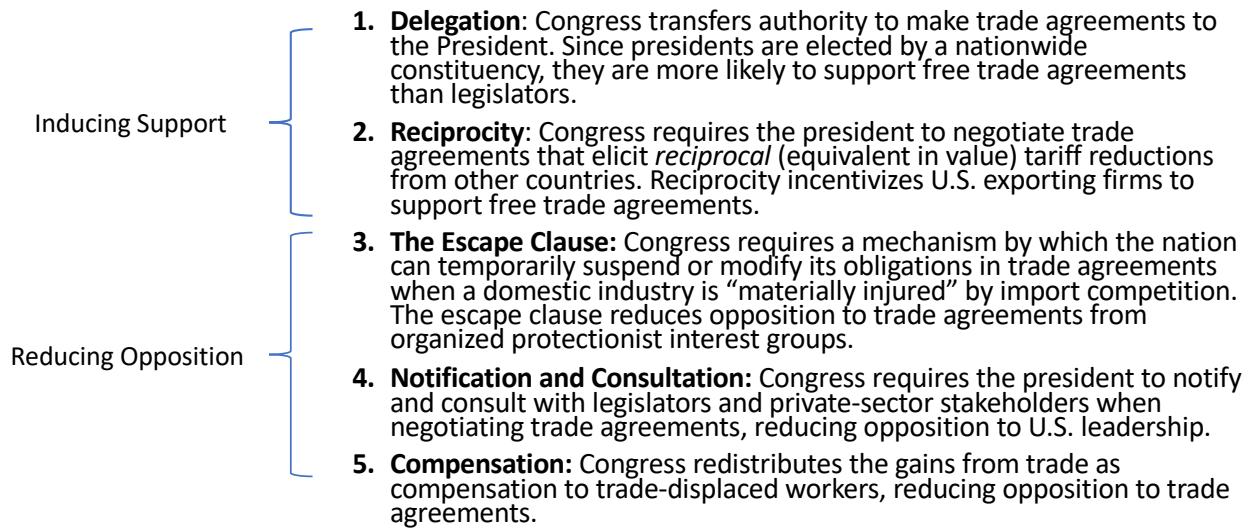 Inducing Support
1. Delegation: Congress transfers authority to make trade agreements to
the President. Since presidents are elected by a nationwide
constituency, they are more likely to support free trade agreements
than legislators.
2. Reciprocity: Congress requires the president to negotiate trade
agreements that elicit reciprocal (equivalent in value) tariff reductions
from other countries. Reciprocity incentivizes U.S. exporting firms to
support free trade agreements.
Reducing Opposition
3. The Escape Clause: Congress requires a mechanism by which the nation
can temporarily suspend or modify its obligations in trade agreements
when a domestic industry is “materially injured” by import competition.
The escape clause reduces opposition to trade agreements from
organized protectionist interest groups.
4. Notification and Consultation: Congress requires the president to notify
and consult with legislators and private-sector stakeholders when
negotiating trade agreements, reducing opposition to U.S. leadership.
5. Compensation: Congress redistributes the gains from trade as
compensation to trade-displaced workers, reducing opposition to trade
agreements.